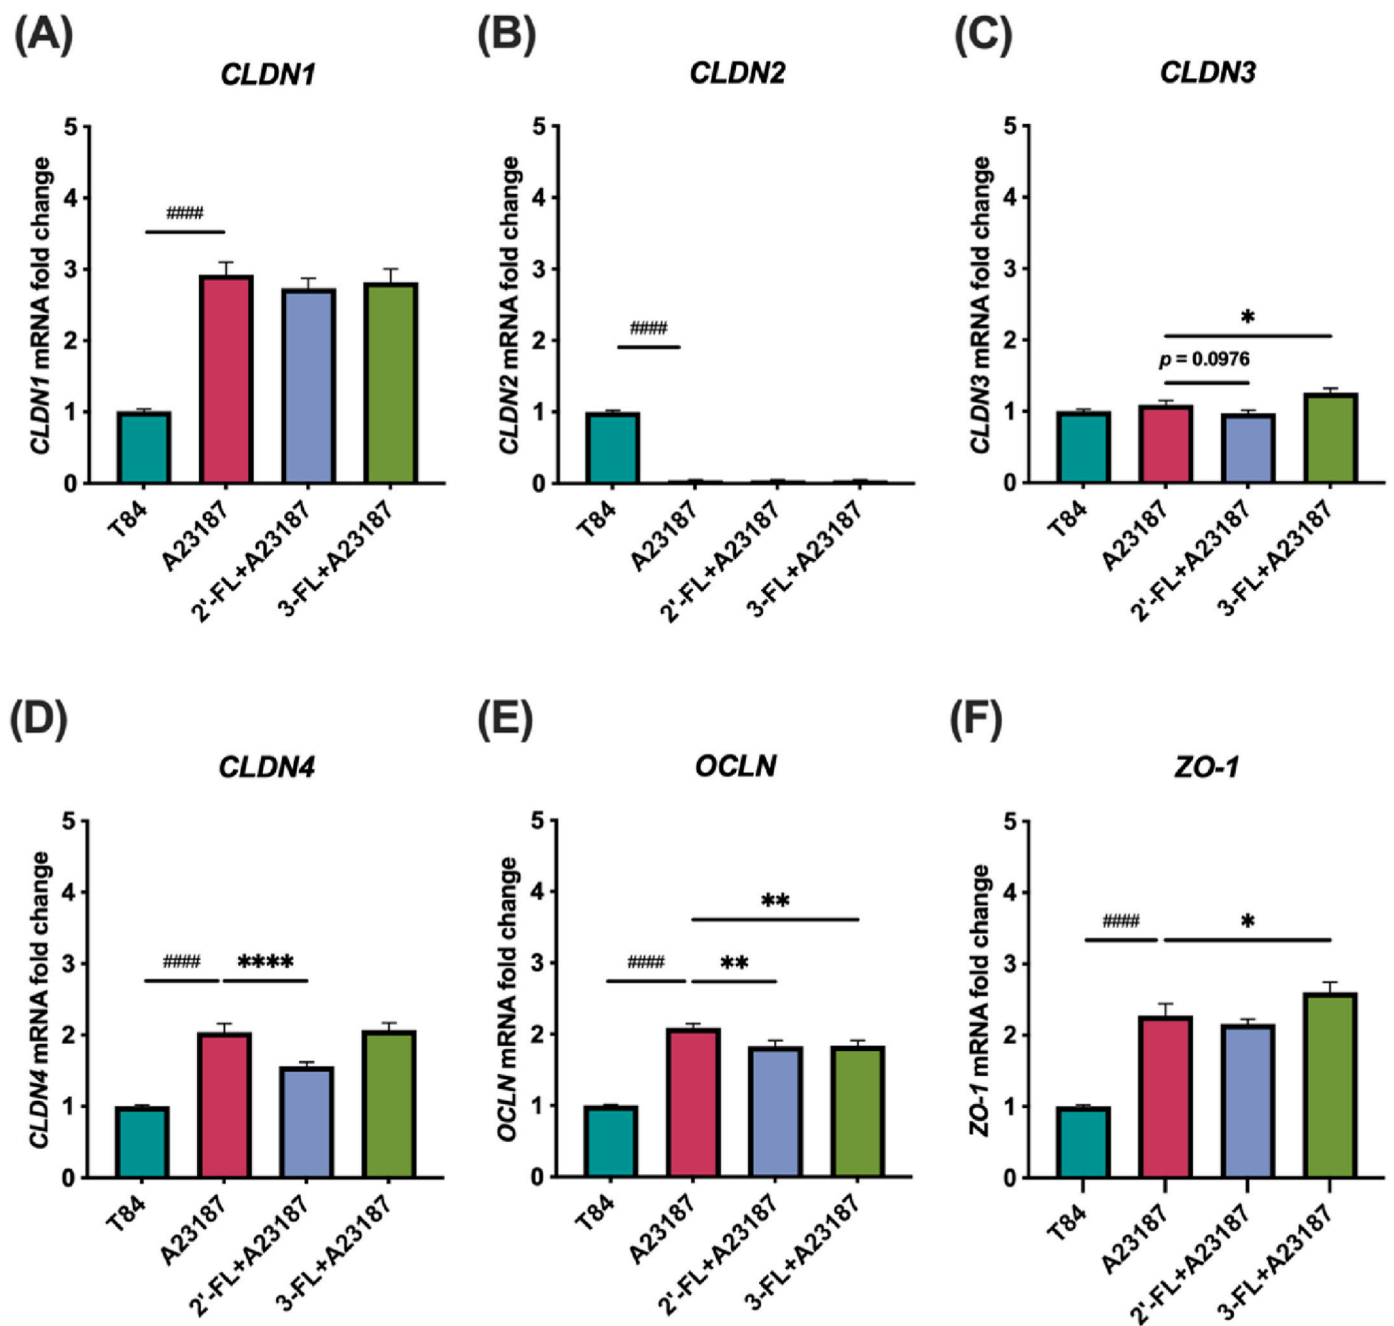 (A)
CLDN1
CLDN1 mRNA fold change
5
4
3
2
1
0
####
T84
A23187
2'-FL+A23187
3-FL+A23187
(B)
CLDN2
CLDN2 mRNA fold change
5
4
3
2
1
0
####
T84
A23187
2'-FL+A23187
3-FL+A23187
(C)
CLDN3
CLDN3 mRNA fold change
5
4
3
2
1
0
*
p = 0.0976
T84
A23187
2'-FL+A23187
3-FL+A23187
(D)
CLDN4
CLDN4 mRNA fold change
5
4
3
2
1
0
#### ****
T84
A23187
2'-FL+A23187
3-FL+A23187
(E)
OCLN
OCLN mRNA fold change
5
4
3
2
1
0
**
#### **
T84
A23187
2'-FL+A23187
3-FL+A23187
(F)
ZO-1
ZO-1 mRNA fold change
5
4
3
2
1
0
#### *
T84
A23187
2'-FL+A23187
3-FL+A23187